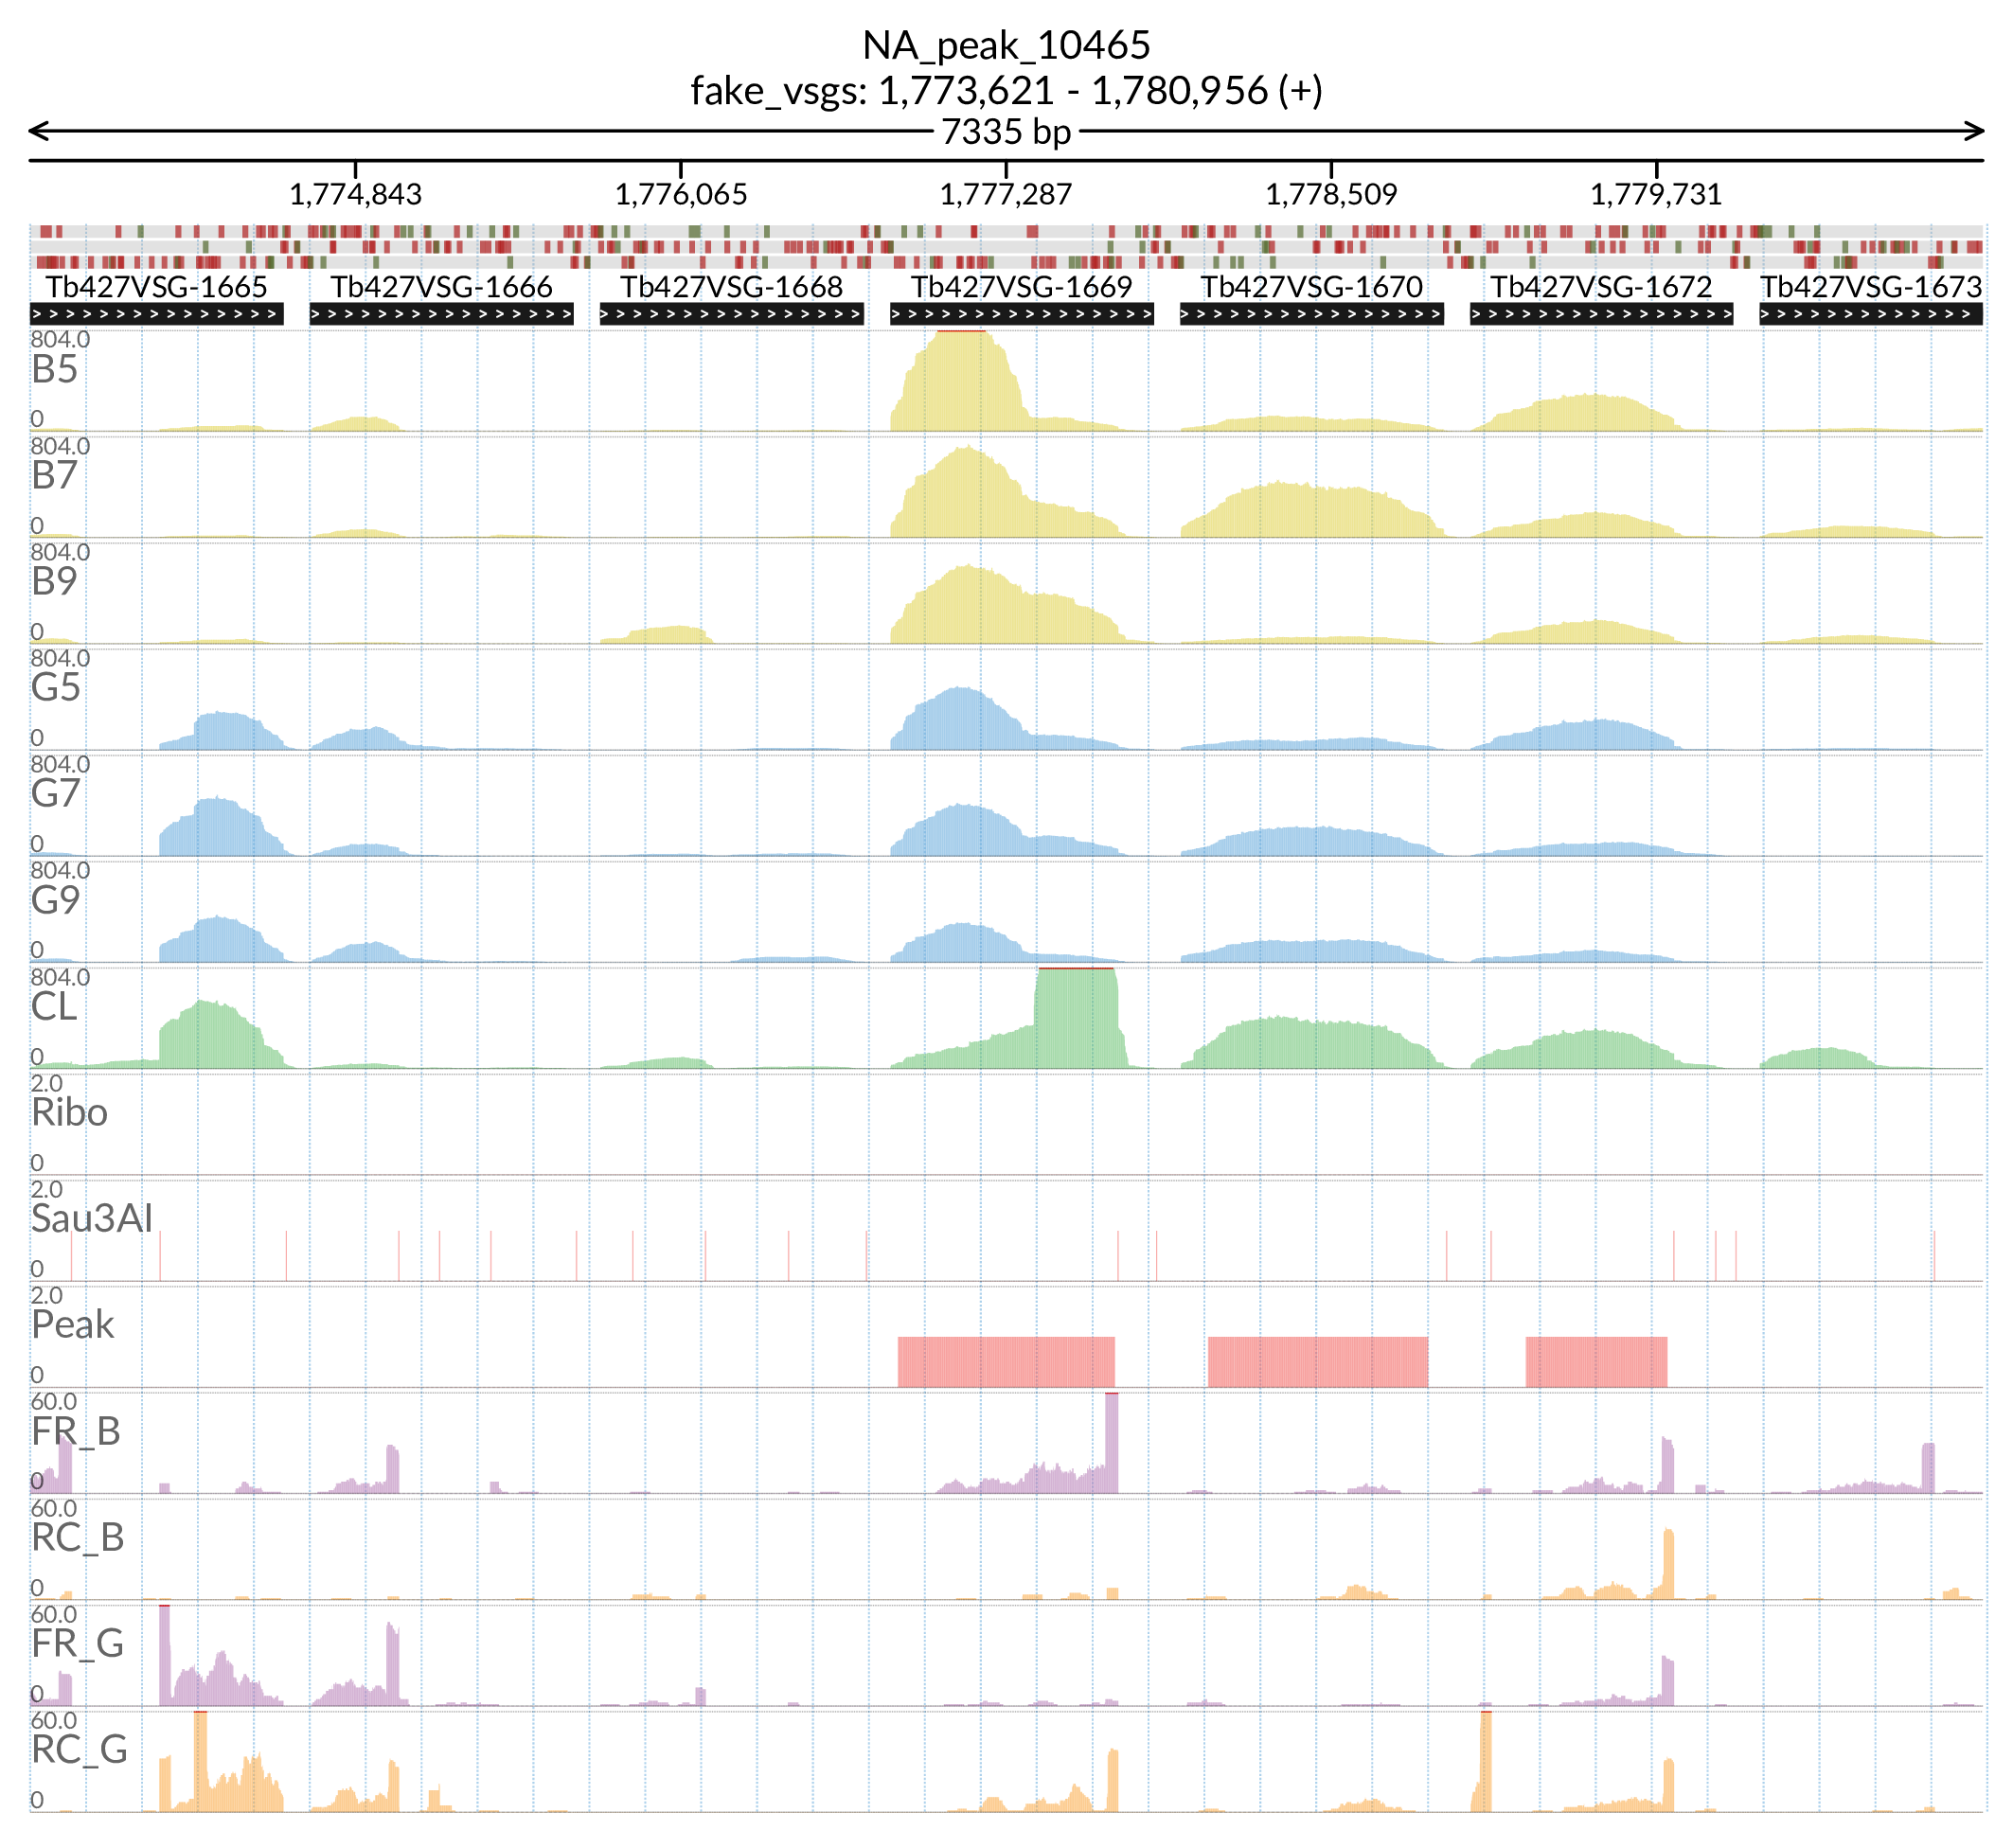 NA_peak_10465
fake_vsgs: 1,773,621 - 1,780,956 (+)
7335 bp
1,774,843 1,776,065 1,777,287 1,778,509 1,779,731
Tb427VSG-1665 Tb427VSG-1666 Tb427VSG-1668 Tb427VSG-1669 Tb427VSG-1670 Tb427VSG-1672 Tb427VSG-1673
804.0
B5
0
804.0
B7
0
804.0
B9
0
804.0
G5
0
804.0
G7
0
804.0
G9
0
804.0
CL
0
2.0
Ribo
0
2.0
Sau3AI
0
2.0
Peak
0
60.0
FR_B
0
60.0
RC_B
0
60.0
FR_G
0
60.0
RC_G
0